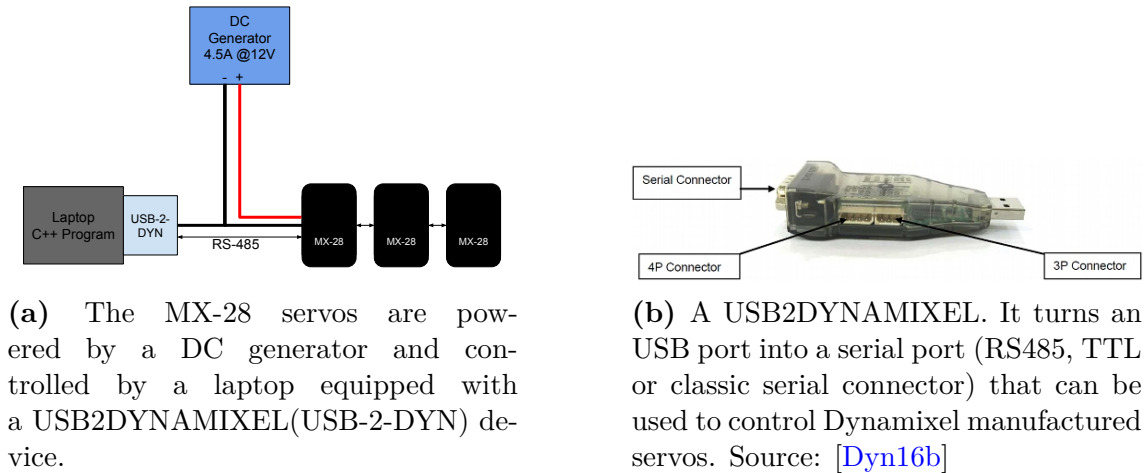 DC
Generator
4.5A @12V
- +
Laptop
C++ Program
USB-2-
DYN
RS-485
MX-28
MX-28
MX-28
(a) The MX-28 servos are pow-
ered by a DC generator and con-
trolled by a laptop equipped with
a USB2DYNAMIXEL(USB-2-DYN) de-
vice.
Serial Connector
4P Connector
3P Connector
(b) A USB2DYNAMIXEL. It turns an
USB port into a serial port (RS485, TTL
or classic serial connector) that can be
used to control Dynamixel manufactured
servos. Source: [Dyn16b]